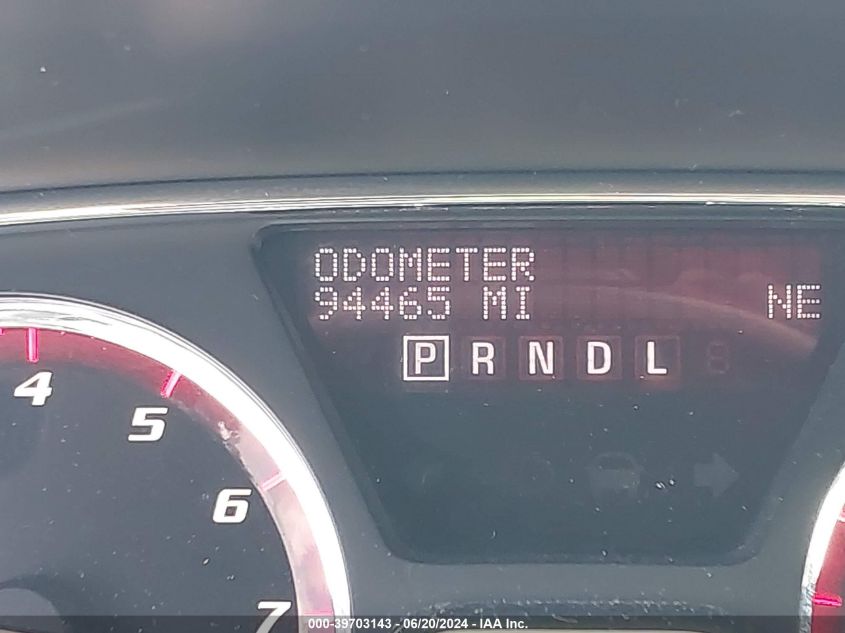 ODOMETER
94465 MI NE
P R N D L
4
5
6
7
000-39703143 - 06/20/2024 - IAA Inc.